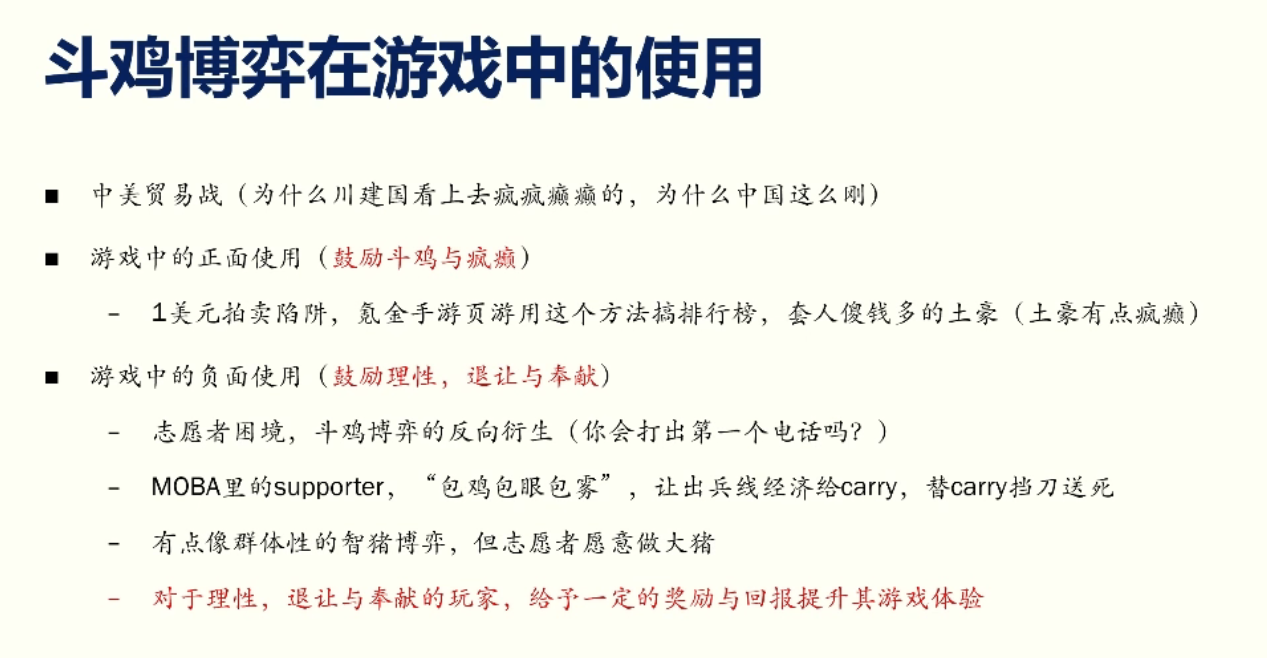 斗鸡博弈在游戏中的使用
■ 中美贸易战（为什么川建国看上去疯疯癫癫的，为什么中国这么刚）
■ 游戏中的正面使用（鼓励斗鸡与疯癫）
– 1美元拍卖陷阱，氪金手游页游用这个方法搞排行榜，套人傻钱多的土豪（土豪有点疯癫）
■ 游戏中的负面使用（鼓励理性，退让与奉献）
– 志愿者困境，斗鸡博弈的反向衍生（你会打出第一个电话吗？）
– MOBA里的supporter，“包鸡包眼包雾”，让出兵线经济给carry，替carry挡刀送死
– 有点像群体性的智猪博弈，但志愿者愿意做大猪
– 对于理性，退让与奉献的玩家，给予一定的奖励与回报提升其游戏体验